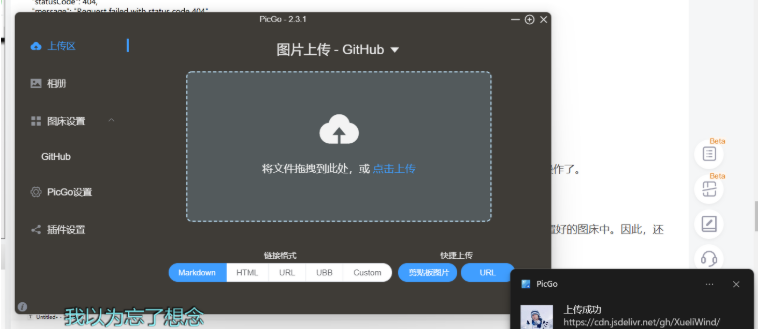 "statusCode": 404,
"message": "Request failed with status code 404"
PicGo - 2.3.1
上传区
图片上传 - GitHub
相册
图床设置
GitHub
PicGo设置
插件设置
将文件拖拽到此处，或 点击上传
链接格式
快捷上传
Markdown
HTML
URL
UBB
Custom
剪贴板图片
URL
作了。
好的图床中。因此，还
Beta
Beta
PicGo
上传成功
https://cdn.jsdelivr.net/gh/XueliWind/
Untitled-
我以为忘了想念